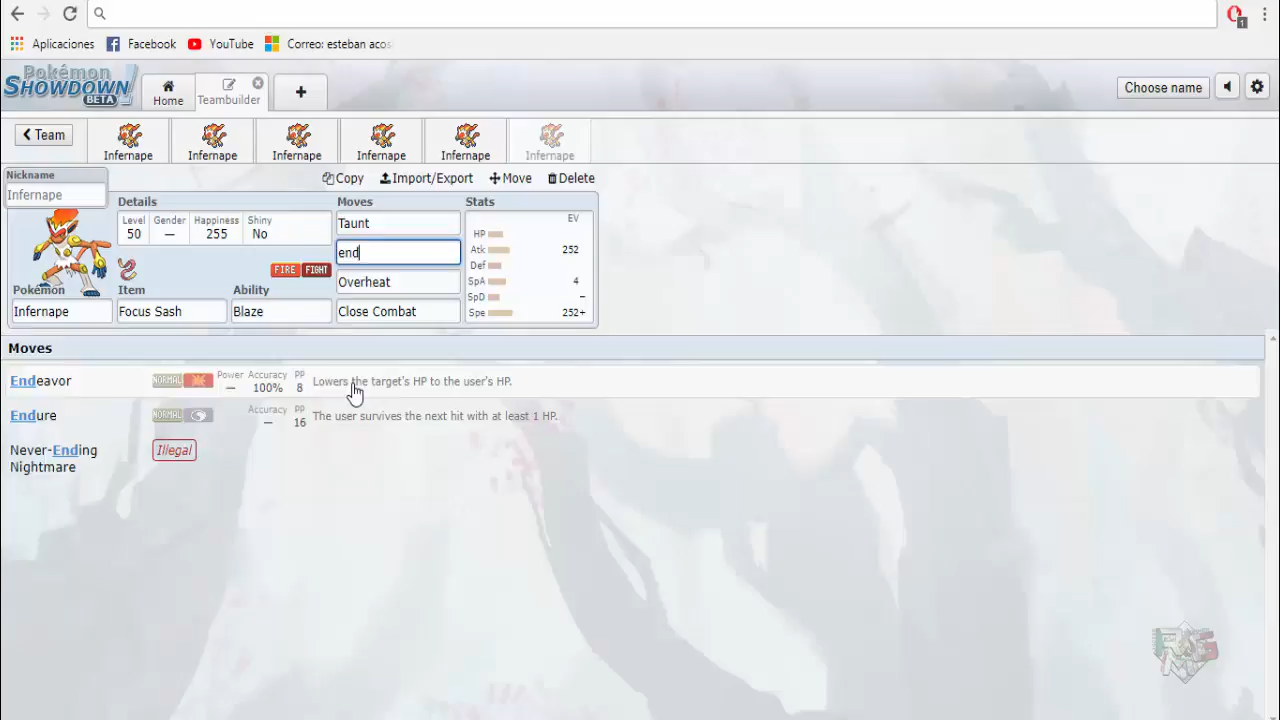 Aplicaciones Facebook YouTube Correo: esteban acos
1
Pokémon
SHOWDOWN
BETA
Home Teambuilder +
Choose name
Team
Infernape Infernape Infernape Infernape Infernape Infernape
Nickname
Infernape
Copy Import/Export Move Delete
Details Moves Stats
Level Gender Happiness Shiny
50 — 255 No
Taunt
end
Overheat
Close Combat
EV
HP
Atk 252
Def
SpA 4
SpD –
Spe 252+
FIRE FIGHT
Pokémon Item Ability
Infernape Focus Sash Blaze
Moves
Endeavor NORMAL Power — Accuracy 100% PP 8 Lowers the target's HP to the user's HP.
Endure NORMAL Accuracy — PP 16 The user survives the next hit with at least 1 HP.
Never-Ending Illegal
Nightmare